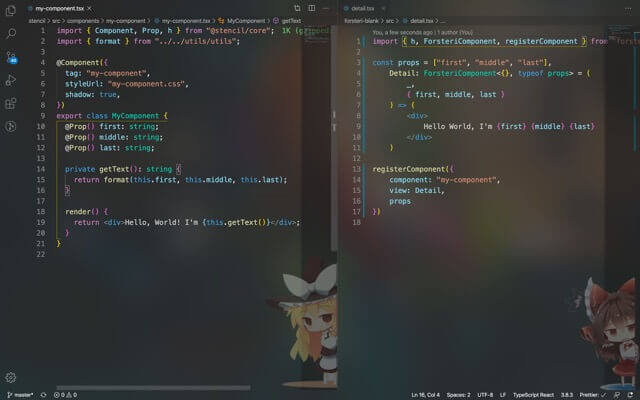 my-component.tsx
stencil > src > components > my-component > my-component.tsx > MyComponent > getText
1 import { Component, Prop, h } from "@stencil/core"; 1K (gzipped
2 import { format } from "../../utils/utils";
3
4 @Component({
5 tag: "my-component",
6 styleUrl: "my-component.css",
7 shadow: true,
8 })
9 export class MyComponent {
10 @Prop() first: string;
11 @Prop() middle: string;
12 @Prop() last: string;
13
14 private getText(): string {
15 return format(this.first, this.middle, this.last);
16 }
17
18 render() {
19 return <div>Hello, World! I'm {this.getText()}</div>;
20 }
21 }
22
detail.tsx
forsteri-blank > src > detail.tsx > ...
You, a few seconds ago | 1 author (You)
1 import { h, ForsteriComponent, registerComponent } from "forste
2
3 const props = ["first", "middle", "last"],
4 Detail: ForsteriComponent<{}, typeof props> = (
5 _,
6 { first, middle, last }
7 ) => (
8 <div>
9 Hello World, I'm {first} {middle} {last}
10 </div>
11 )
12
13 registerComponent({
14 component: "my-component",
15 view: Detail,
16 props
17 })
18
master*
0 0
Ln 16, Col 4
Spaces: 2
UTF-8
LF
TypeScript React
3.8.3
Prettier: ✓